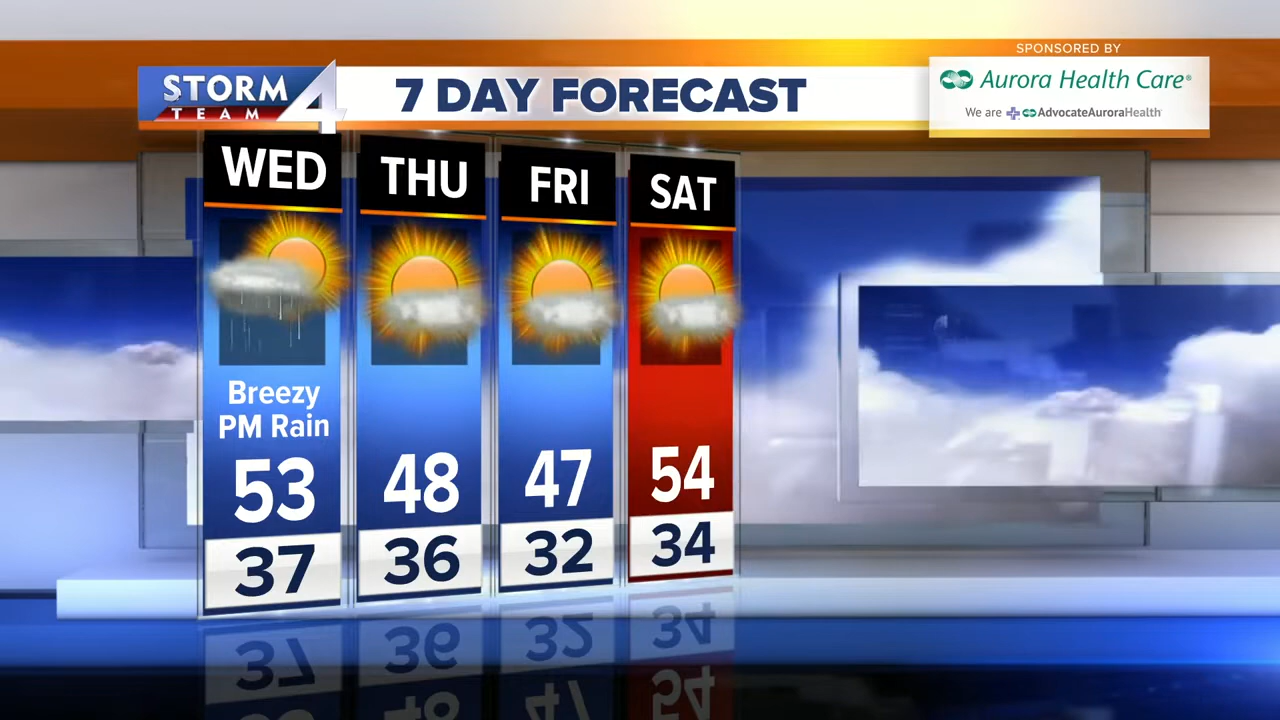 SPONSORED BY
STORM
TEAM
4
7 DAY FORECAST
Aurora Health Care®
We are AdvocateAuroraHealth
WED
THU
FRI
SAT
Breezy
PM Rain
53
48
47
54
37
36
32
34